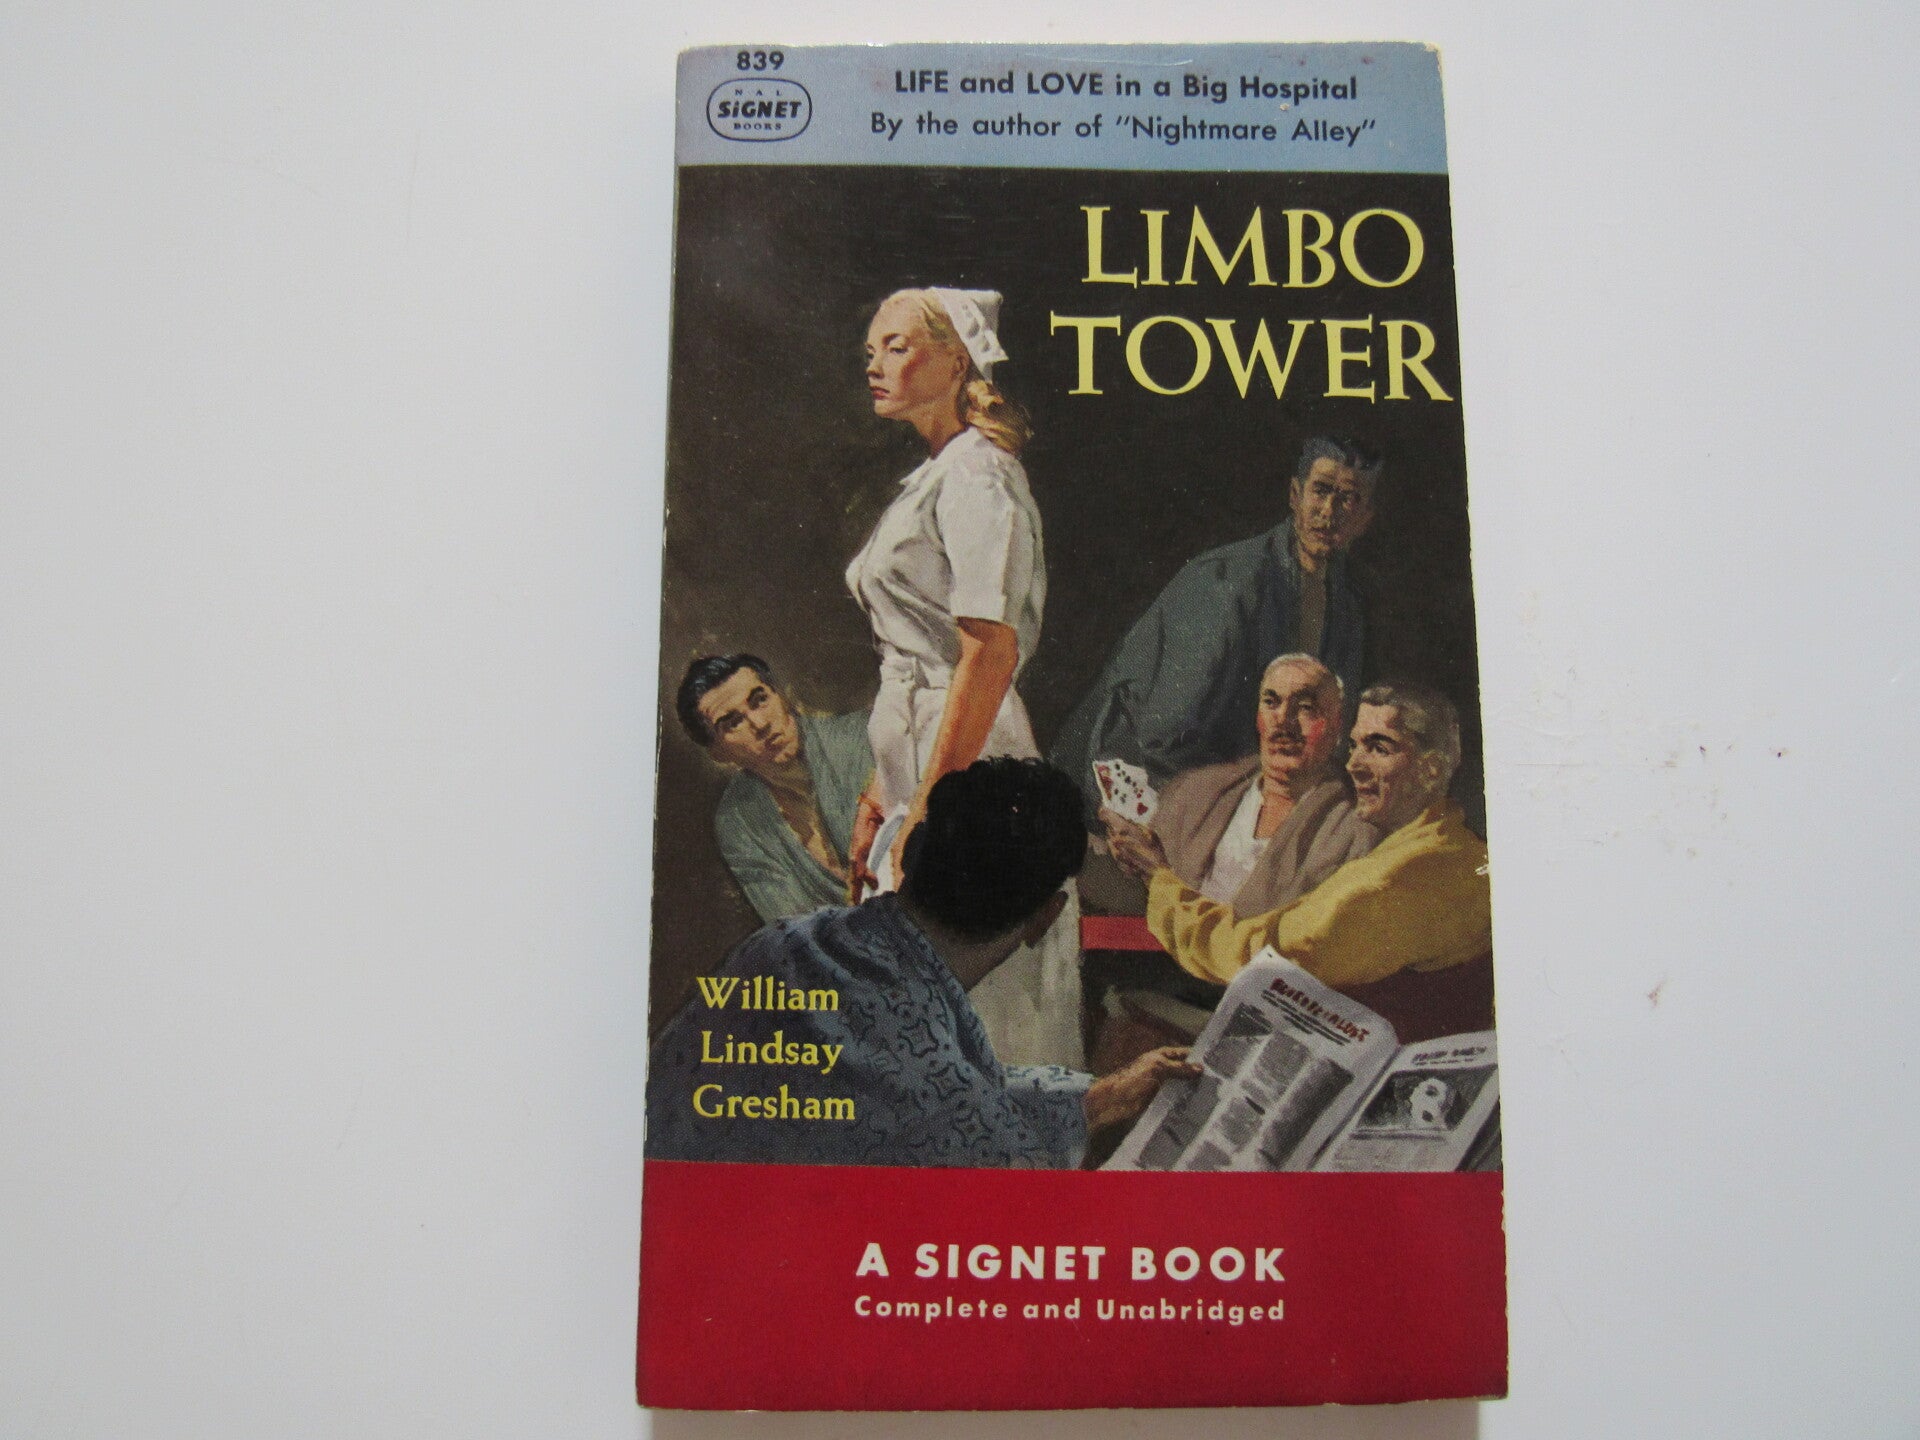 839
N·A·L
SiGNET
BOOKS
LIFE and LOVE in a Big Hospital
By the author of "Nightmare Alley"
LIMBO
TOWER
William
Lindsay
Gresham
A SIGNET BOOK
Complete and Unabridged